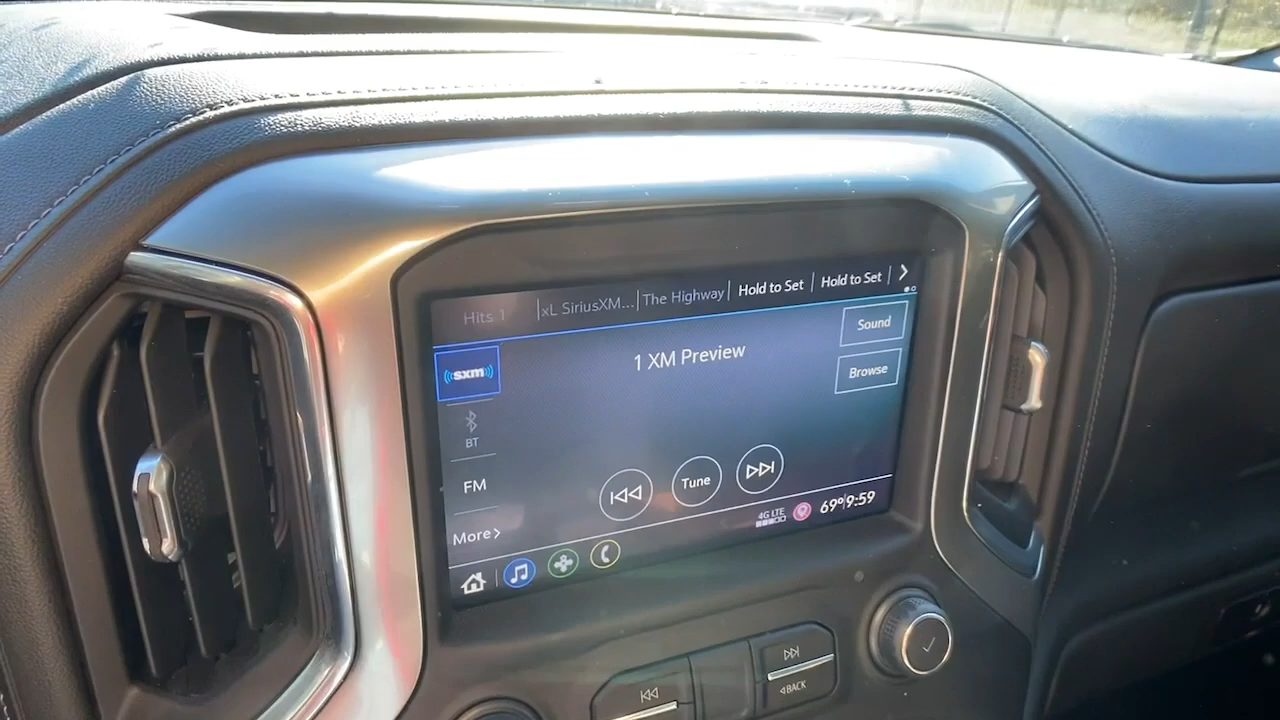 Hits 1
xL SiriusXM...
The Highway
Hold to Set
Hold to Set
sxm
1 XM Preview
Sound
Browse
BT
FM
Tune
More
4G LTE
69° 9:59
BACK